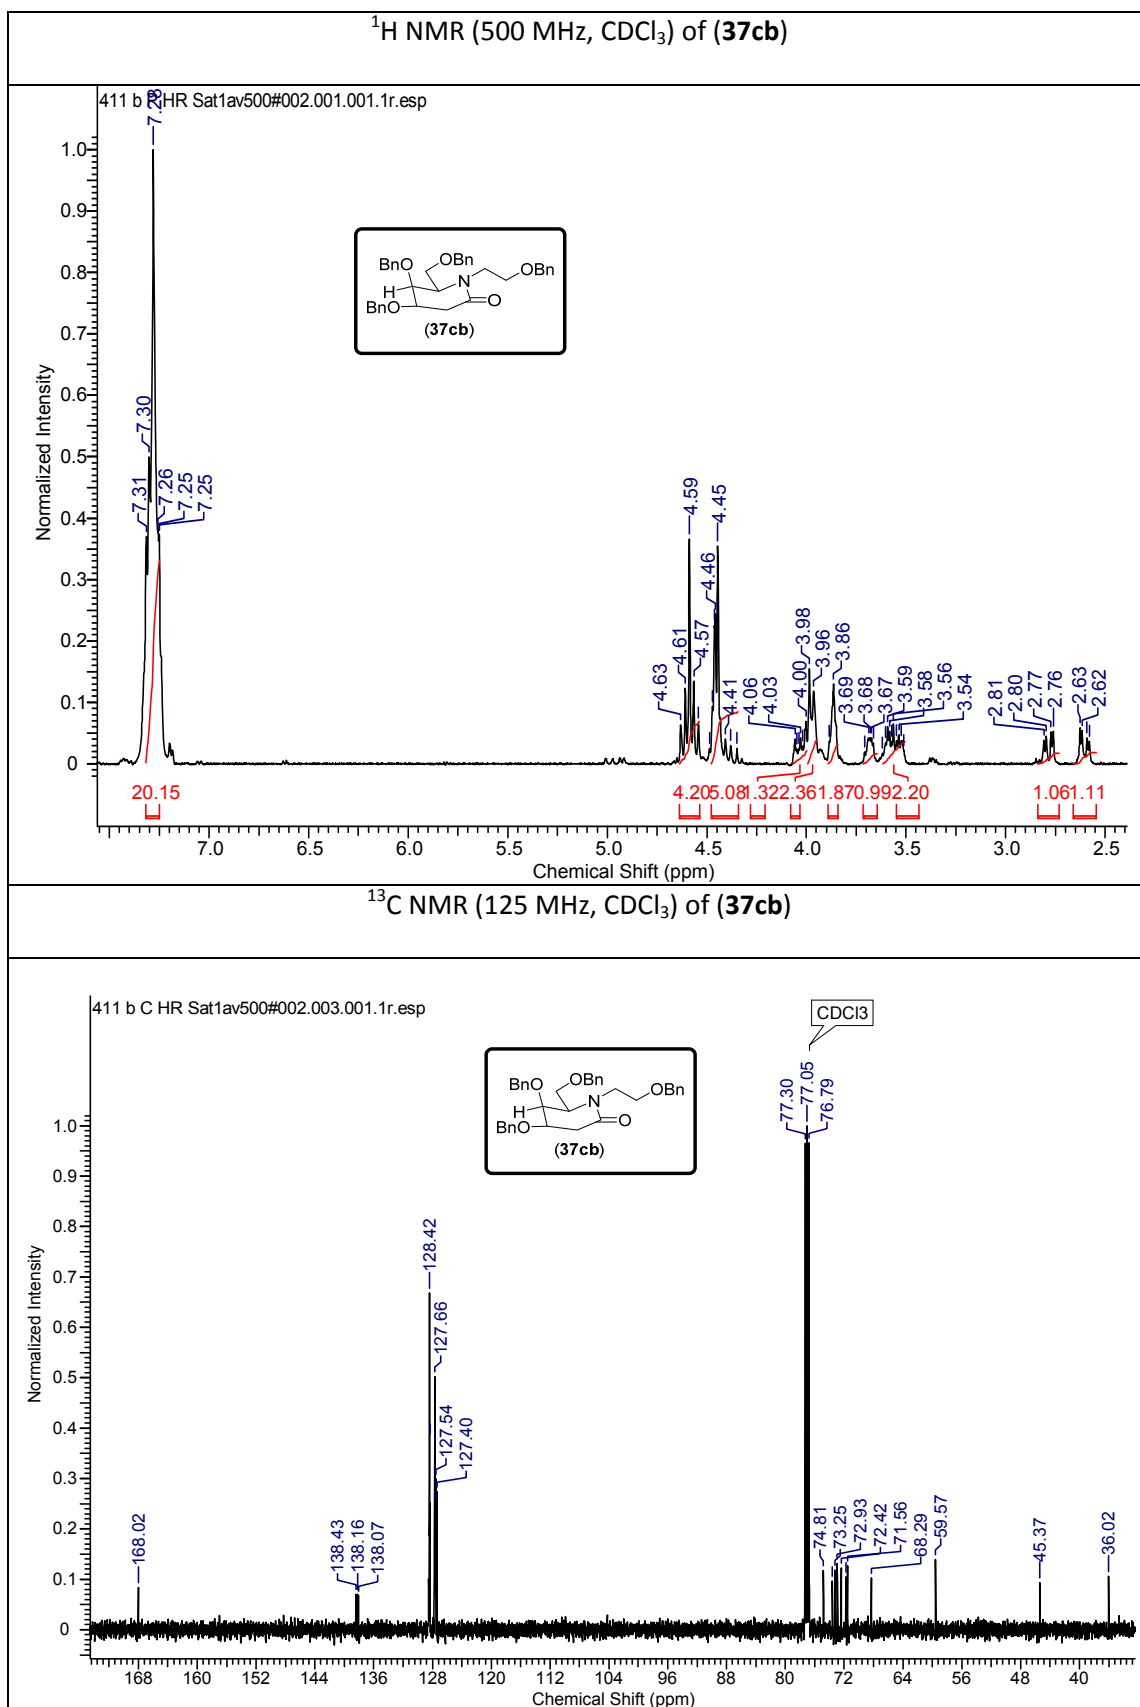 ¹H NMR (500 MHz, CDCl₃) of (37cb)
411 b P HR Sat1av500#002.001.001.1r.esp
7.28
7.31
7.30
7.26
7.25
7.25
4.63
4.61
4.59
4.57
4.46
4.45
4.41
4.06
4.03
4.00
3.98
3.96
3.86
3.69
3.68
3.67
3.59
3.58
3.56
3.54
2.81
2.80
2.77
2.76
2.63
2.62
BnO
OBn
H
N
OBn
BnO
O
(37cb)
Normalized Intensity
1.0
0.9
0.8
0.7
0.6
0.5
0.4
0.3
0.2
0.1
0
20.15 4.20 5.08 1.32 2.36 1.87 0.99 2.20 1.06 1.11
7.0 6.5 6.0 5.5 5.0 4.5 4.0 3.5 3.0 2.5
Chemical Shift (ppm)
¹³C NMR (125 MHz, CDCl₃) of (37cb)
411 b C HR Sat1av500#002.003.001.1r.esp
CDCl3
BnO
OBn
H
N
OBn
BnO
O
(37cb)
168.02
138.43
138.16
138.07
128.42
127.66
127.54
127.40
77.30
77.05
76.79
74.81
73.25
72.93
72.42
71.56
68.29
59.57
45.37
36.02
Normalized Intensity
1.0
0.9
0.8
0.7
0.6
0.5
0.4
0.3
0.2
0.1
0
168 160 152 144 136 128 120 112 104 96 88 80 72 64 56 48 40
Chemical Shift (ppm)